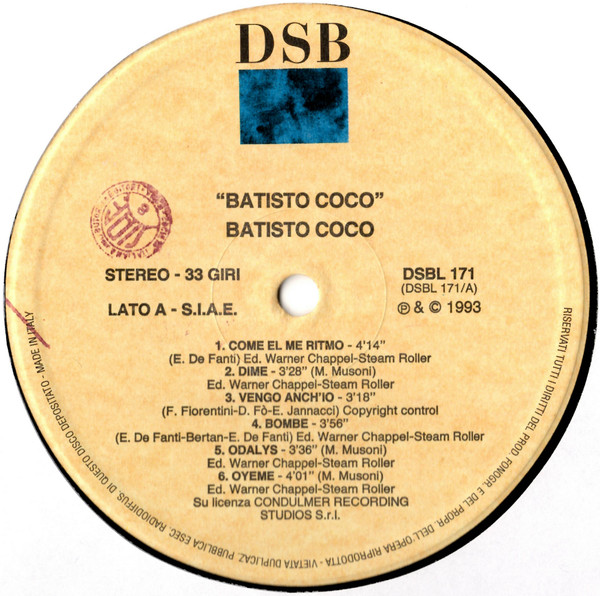 DSB
"BATISTO COCO"
BATISTO COCO
STEREO - 33 GIRI
DSBL 171
(DSBL 171/A)
LATO A - S.I.A.E.
℗ & © 1993
1. COME EL ME RITMO - 4'14"
(E. De Fanti) Ed. Warner Chappel-Steam Roller
2. DIME - 3'28" (M. Musoni)
Ed. Warner Chappel-Steam Roller
3. VENGO ANCH'IO - 3'18"
(F. Fiorentini-D. Fò-E. Jannacci) Copyright control
4. BOMBE - 3'56"
(E. De Fanti-Bertan-E. De Fanti) Ed. Warner Chappel-Steam Roller
5. ODALYS - 3'36" (M. Musoni)
Ed. Warner Chappel-Steam Roller
6. OYEME - 4'01" (M. Musoni)
Ed. Warner Chappel-Steam Roller
Su licenza CONDULMER RECORDING
STUDIOS S.r.l.
RISERVATI TUTTI I DIRITTI DEL PROD. FONOGR. E DEL PROPR. DELL'OPERA RIPRODOTTA - VIETATA DUPLICAZ. PUBBLICA ESEC. RADIODIFFUS DI QUESTO DISCO DEPOSITATO - MADE IN ITALY